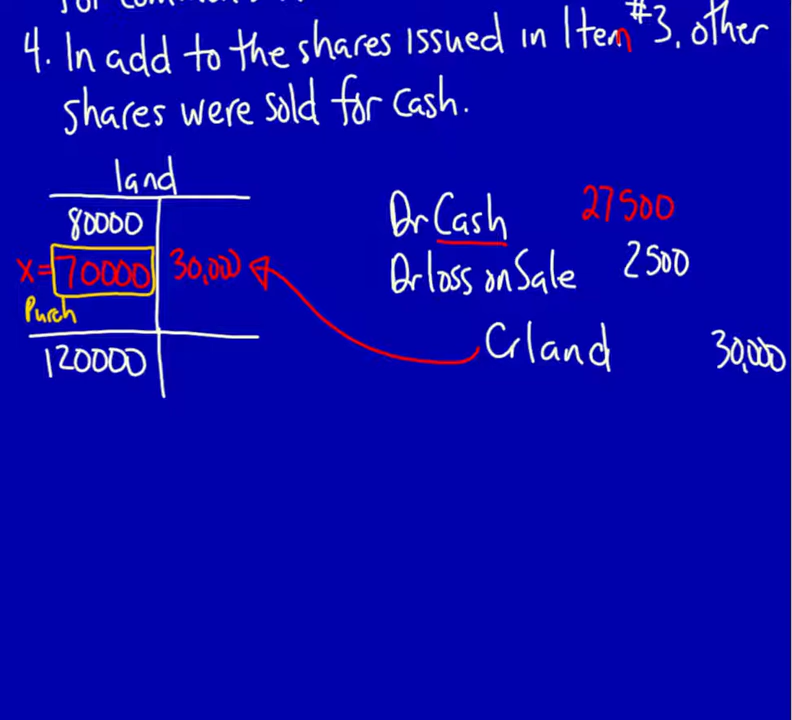 4. In add to the shares issued in Item #3, other
shares were sold for cash.
land
80000
X = 70000 30,000
Purch
120000
Dr Cash 27500
Dr loss on Sale 2500
Cr land 30,000